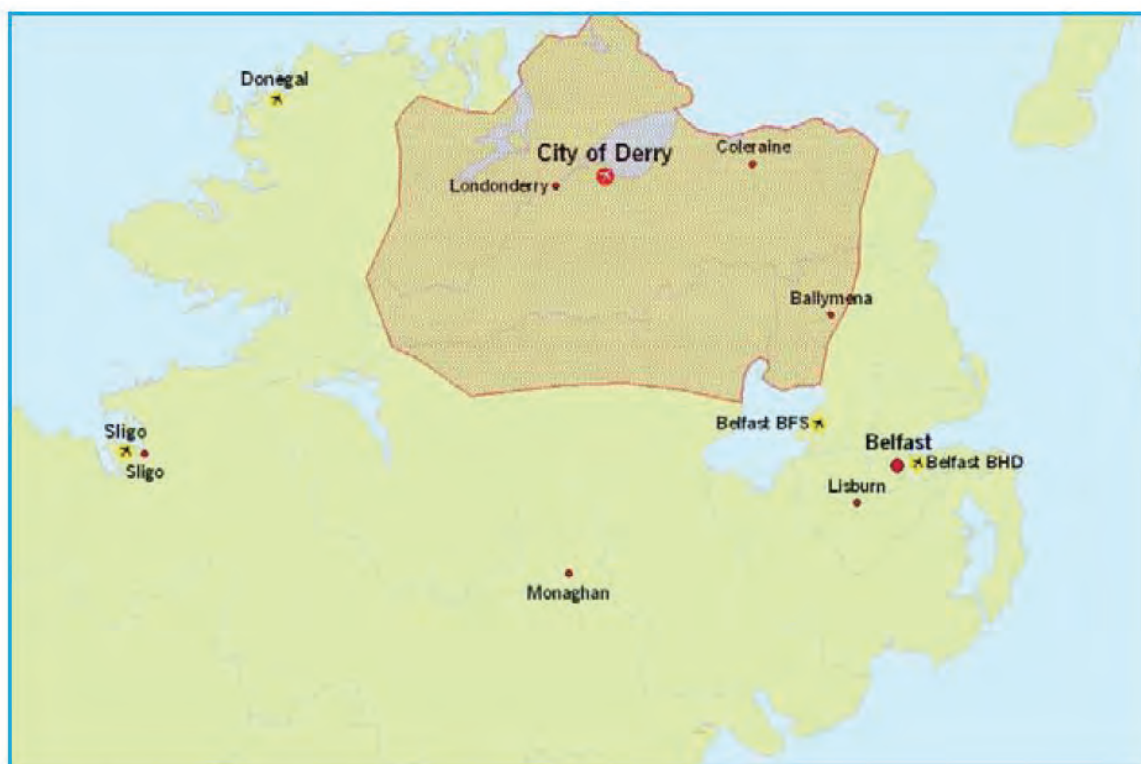 Donegal
City of Derry
Coleraine
Londonderry
Ballymena
Belfast BFS
Sligo
Sligo
Belfast
Belfast BHD
Lisburn
Monaghan